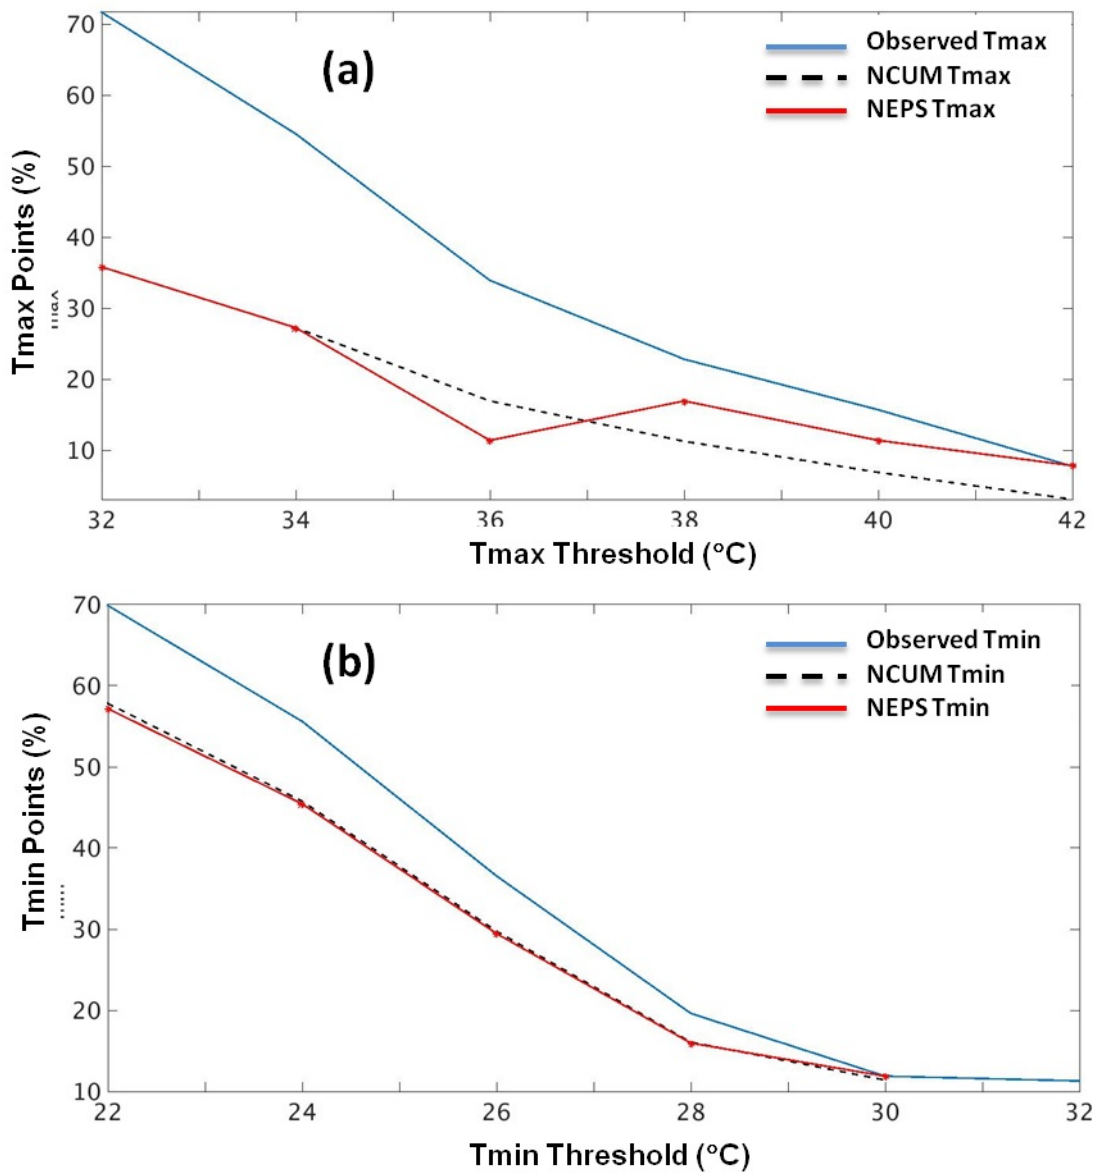 (a)
Observed Tmax
NCUM Tmax
NEPS Tmax
70
60
50
40
30
20
10
Tmax Points (%)
32 34 36 38 40 42
Tmax Threshold (°C)
(b)
Observed Tmin
NCUM Tmin
NEPS Tmin
70
60
50
40
30
20
10
Tmin Points (%)
22 24 26 28 30 32
Tmin Threshold (°C)